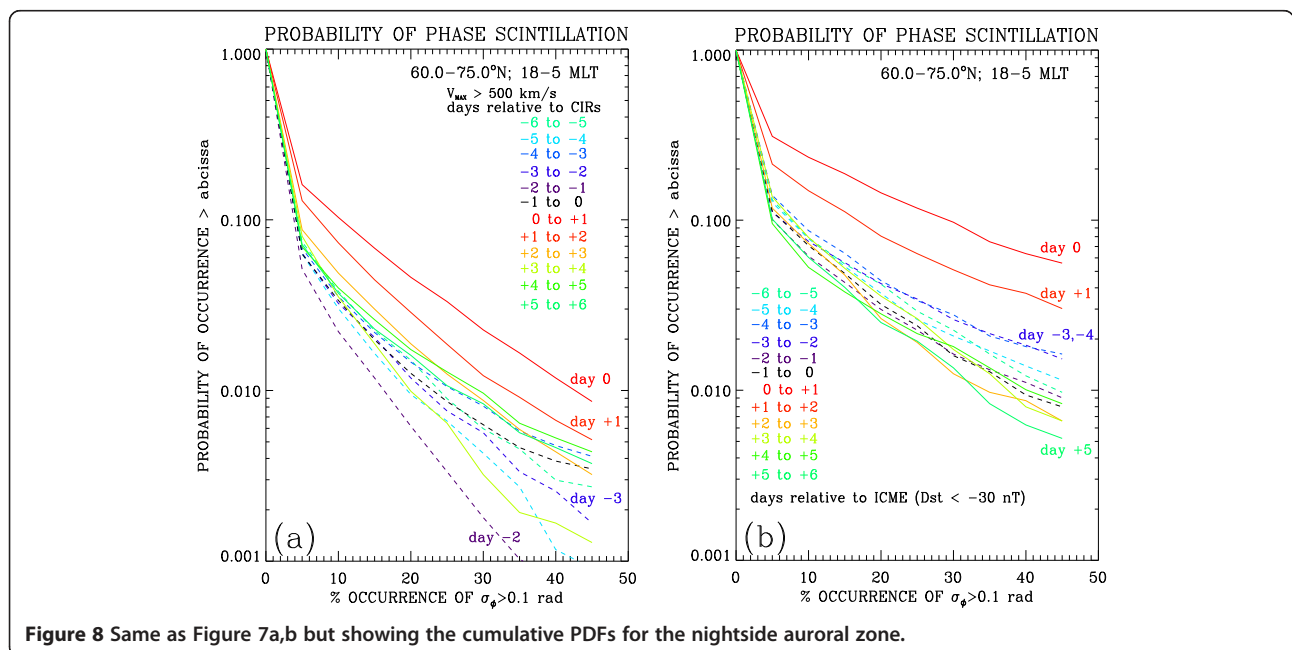 PROBABILITY OF PHASE SCINTILLATION
1.000
0.100
0.010
0.001
PROBABILITY OF OCCURRENCE > abcissa
60.0-75.0°N; 18-5 MLT
V_MAX > 500 km/s
days relative to CIRs
-6 to -5
-5 to -4
-4 to -3
-3 to -2
-2 to -1
-1 to 0
0 to +1
+1 to +2
+2 to +3
+3 to +4
+4 to +5
+5 to +6
day 0
day +1
day -3
day -2
(a)
0 10 20 30 40 50
% OCCURRENCE OF σ_ϕ>0.1 rad
PROBABILITY OF PHASE SCINTILLATION
1.000
0.100
0.010
0.001
PROBABILITY OF OCCURRENCE > abcissa
60.0-75.0°N; 18-5 MLT
day 0
day +1
day -3,-4
day +5
-6 to -5
-5 to -4
-4 to -3
-3 to -2
-2 to -1
-1 to 0
0 to +1
+1 to +2
+2 to +3
+3 to +4
+4 to +5
+5 to +6
days relative to ICME (Dst < -30 nT)
(b)
0 10 20 30 40 50
% OCCURRENCE OF σ_ϕ>0.1 rad
Figure 8 Same as Figure 7a,b but showing the cumulative PDFs for the nightside auroral zone.